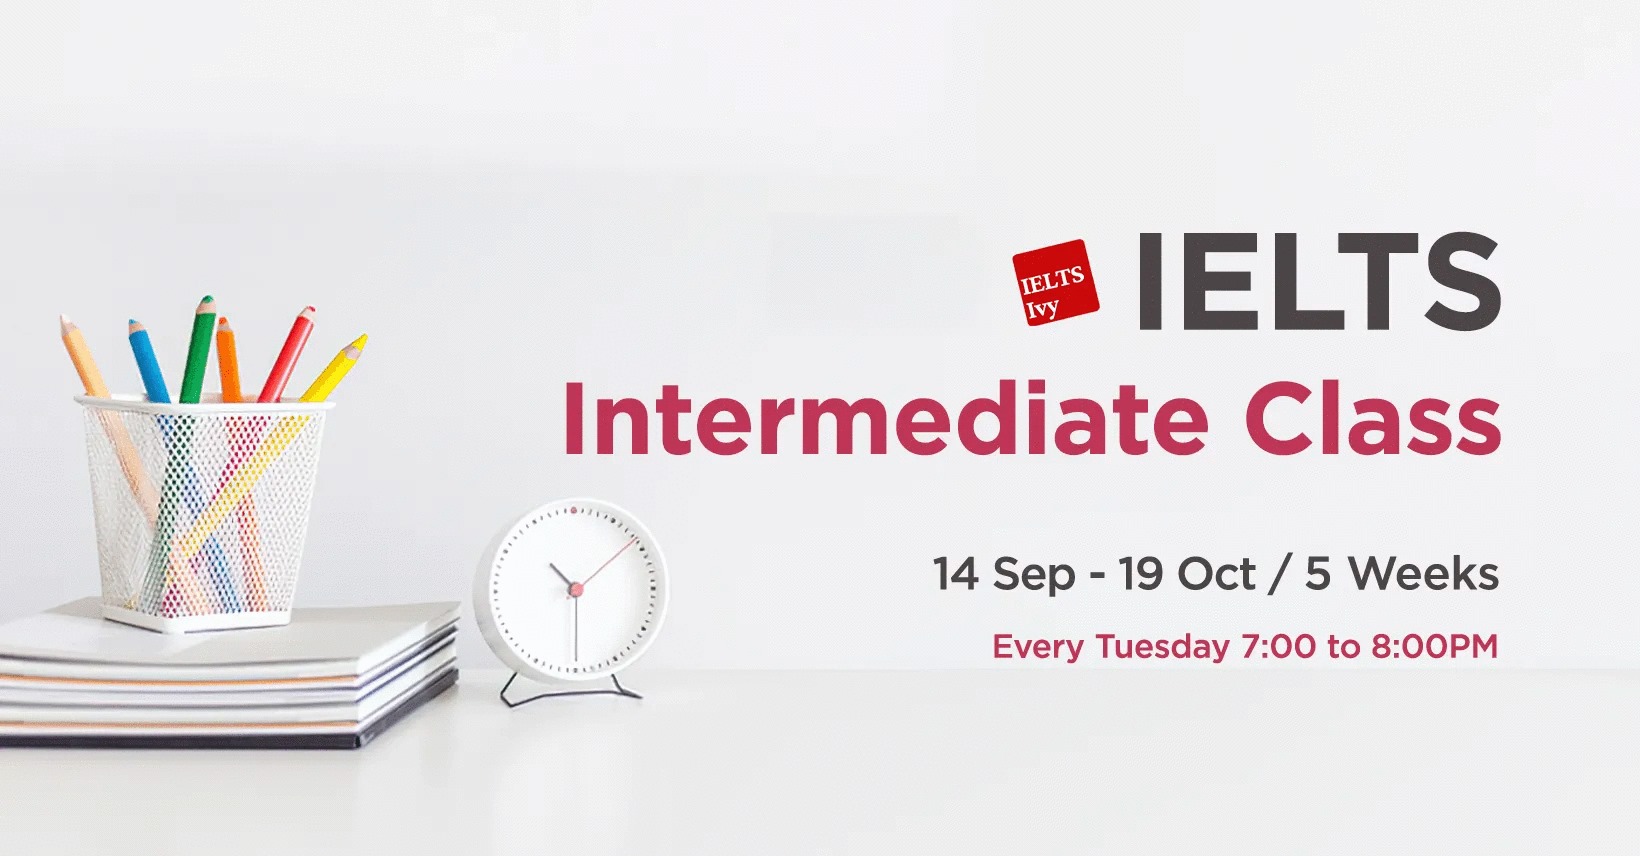 IELTS
Ivy
IELTS
Intermediate Class
14 Sep - 19 Oct / 5 Weeks
Every Tuesday 7:00 to 8:00PM